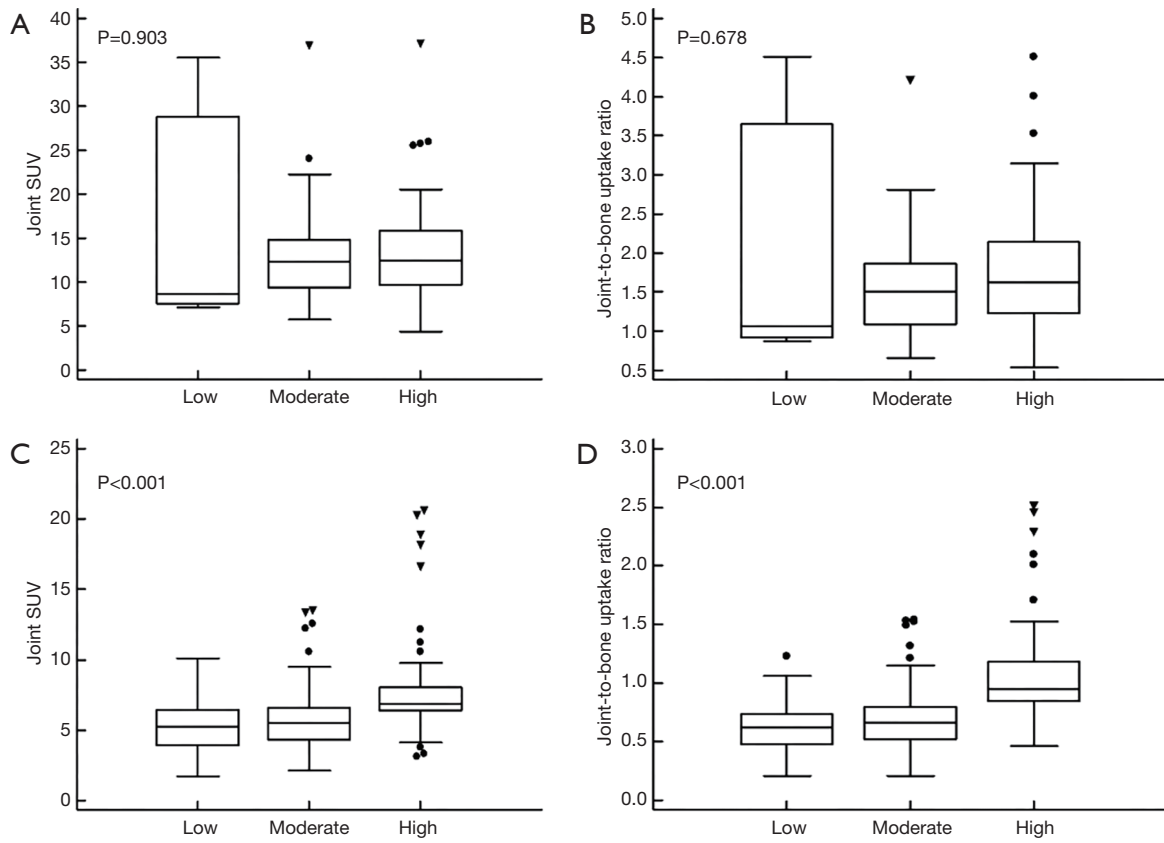 A
P=0.903
Joint SUV
40
35
30
25
20
15
10
5
0
Low Moderate High
B
P=0.678
Joint-to-bone uptake ratio
5.0
4.5
4.0
3.5
3.0
2.5
2.0
1.5
1.0
0.5
Low Moderate High
C
P<0.001
Joint SUV
25
20
15
10
5
0
Low Moderate High
D
P<0.001
Joint-to-bone uptake ratio
3.0
2.5
2.0
1.5
1.0
0.5
0.0
Low Moderate High